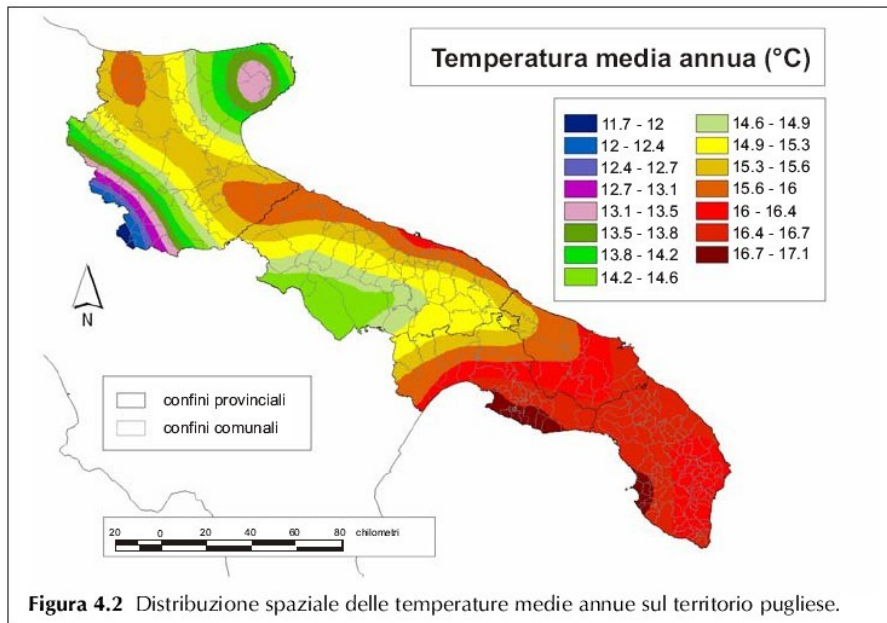 Temperatura media annua (°C)
11.7 - 12
12 - 12.4
12.4 - 12.7
12.7 - 13.1
13.1 - 13.5
13.5 - 13.8
13.8 - 14.2
14.2 - 14.6
14.6 - 14.9
14.9 - 15.3
15.3 - 15.6
15.6 - 16
16 - 16.4
16.4 - 16.7
16.7 - 17.1
N
confini provinciali
confini comunali
20 0 20 40 60 80 chilometri
Figura 4.2 Distribuzione spaziale delle temperature medie annue sul territorio pugliese.